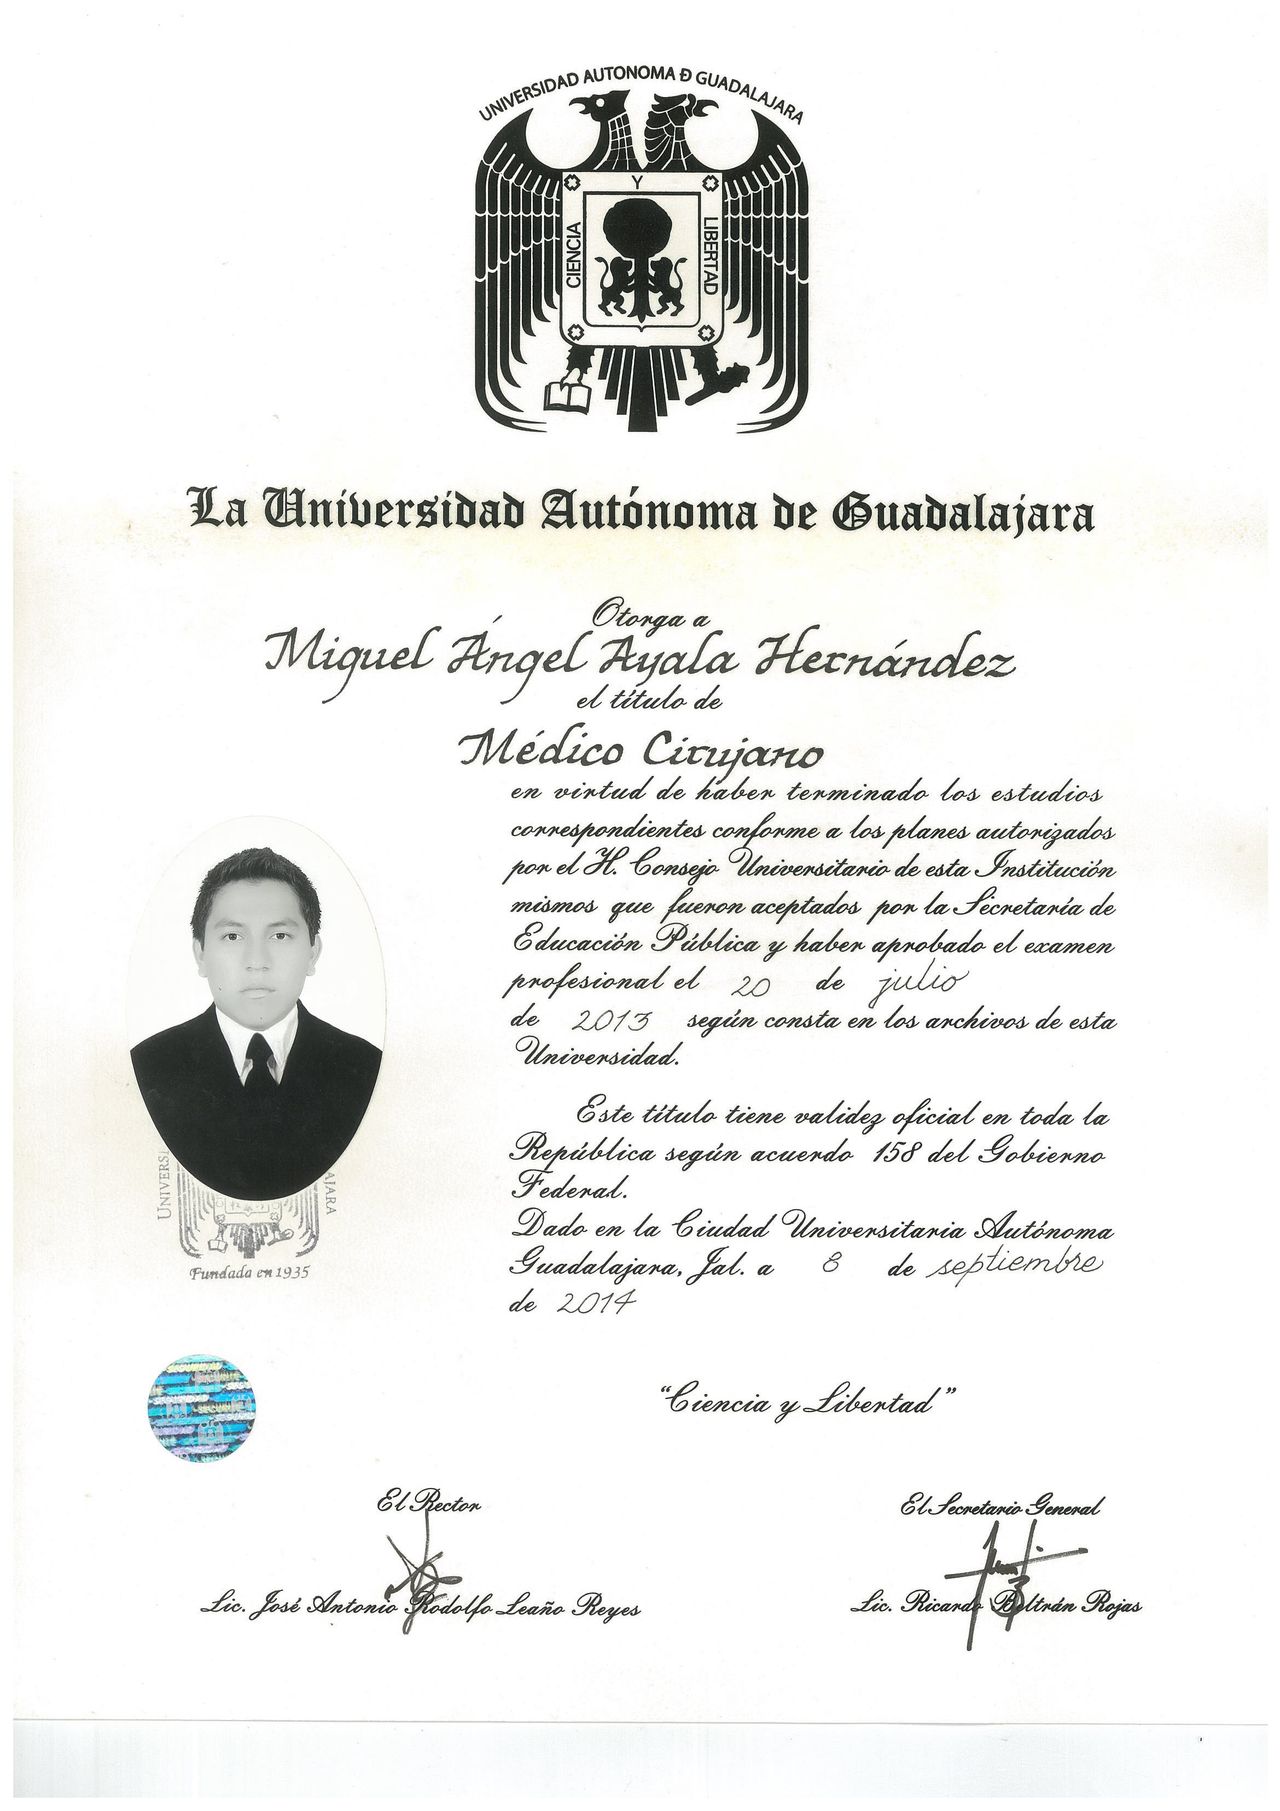 UNIVERSIDAD AUTONOMA Đ GUADALAJARA
Y
CIENCIA
LIBERTAD
La Universidad Autónoma de Guadalajara
Otorga a
Miguel Ángel Ayala Hernández
el título de
Médico Cirujano
en virtud de haber terminado los estudios
correspondientes conforme a los planes autorizados
por el H. Consejo Universitario de esta Institución
mismos que fueron aceptados por la Secretaría de
Educación Pública y haber aprobado el examen
profesional el 20 de julio
de 2013 según consta en los archivos de esta
Universidad.
Este título tiene validez oficial en toda la
República según acuerdo 158 del Gobierno
Federal.
Dado en la Ciudad Universitaria Autónoma
Guadalajara, Jal. a 8 de septiembre
de 2014
Fundada en 1935
"Ciencia y Libertad"
El Rector
Lic. José Antonio Rodolfo Leaño Reyes
El Secretario General
Lic. Ricardo Beltrán Rojas